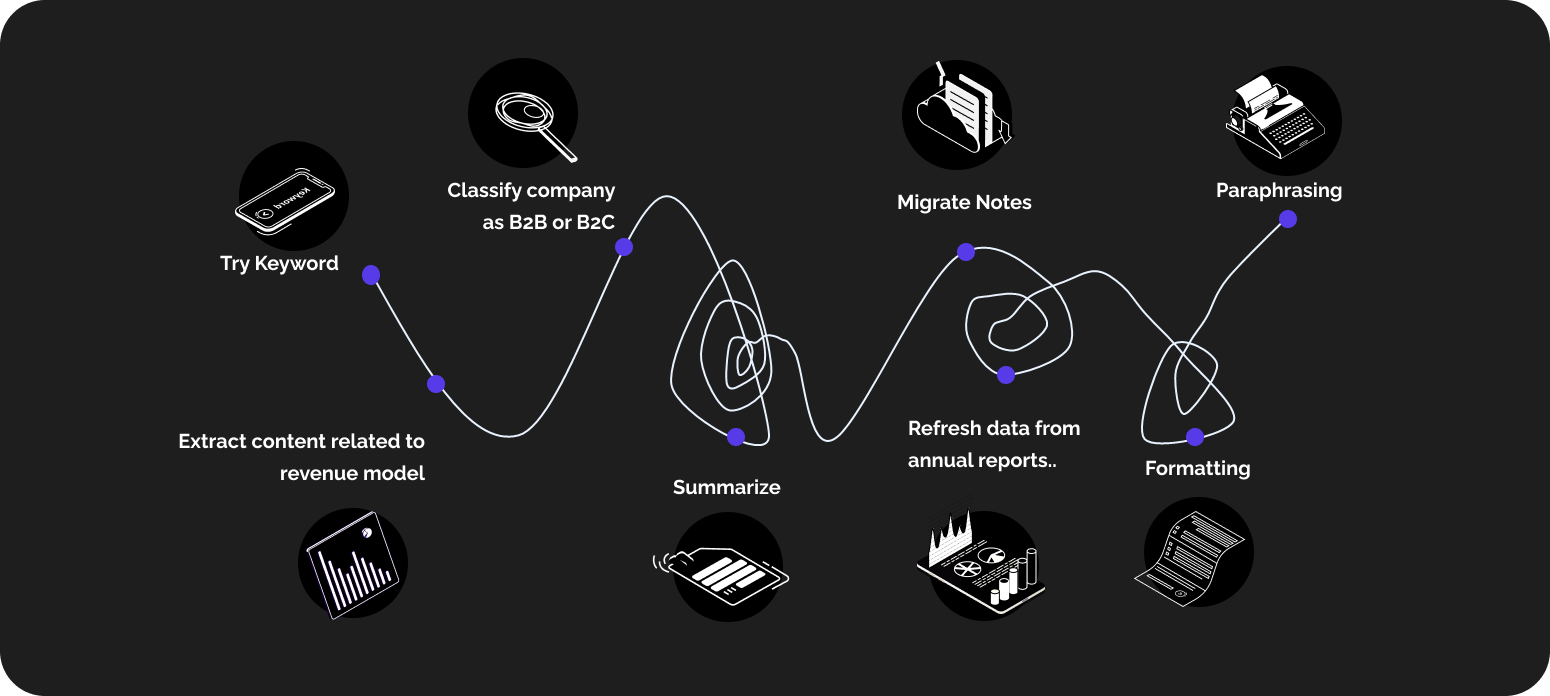 Try Keyword
Keyword
Extract content related to
revenue model
Classify company
as B2B or B2C
Summarize
Migrate Notes
Refresh data from
annual reports..
Formatting
Paraphrasing